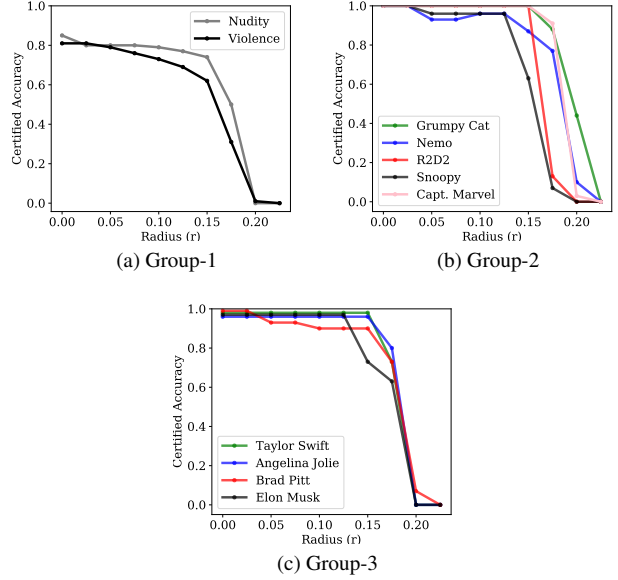 1.0
0.8
0.6
0.4
0.2
0.0
Certified Accuracy
Nudity
Violence
0.00 0.05 0.10 0.15 0.20
Radius (r)
(a) Group-1
1.0
0.8
0.6
0.4
0.2
0.0
Certified Accuracy
Grumpy Cat
Nemo
R2D2
Snoopy
Capt. Marvel
0.00 0.05 0.10 0.15 0.20
Radius (r)
(b) Group-2
1.0
0.8
0.6
0.4
0.2
0.0
Certified Accuracy
Taylor Swift
Angelina Jolie
Brad Pitt
Elon Musk
0.00 0.05 0.10 0.15 0.20
Radius (r)
(c) Group-3